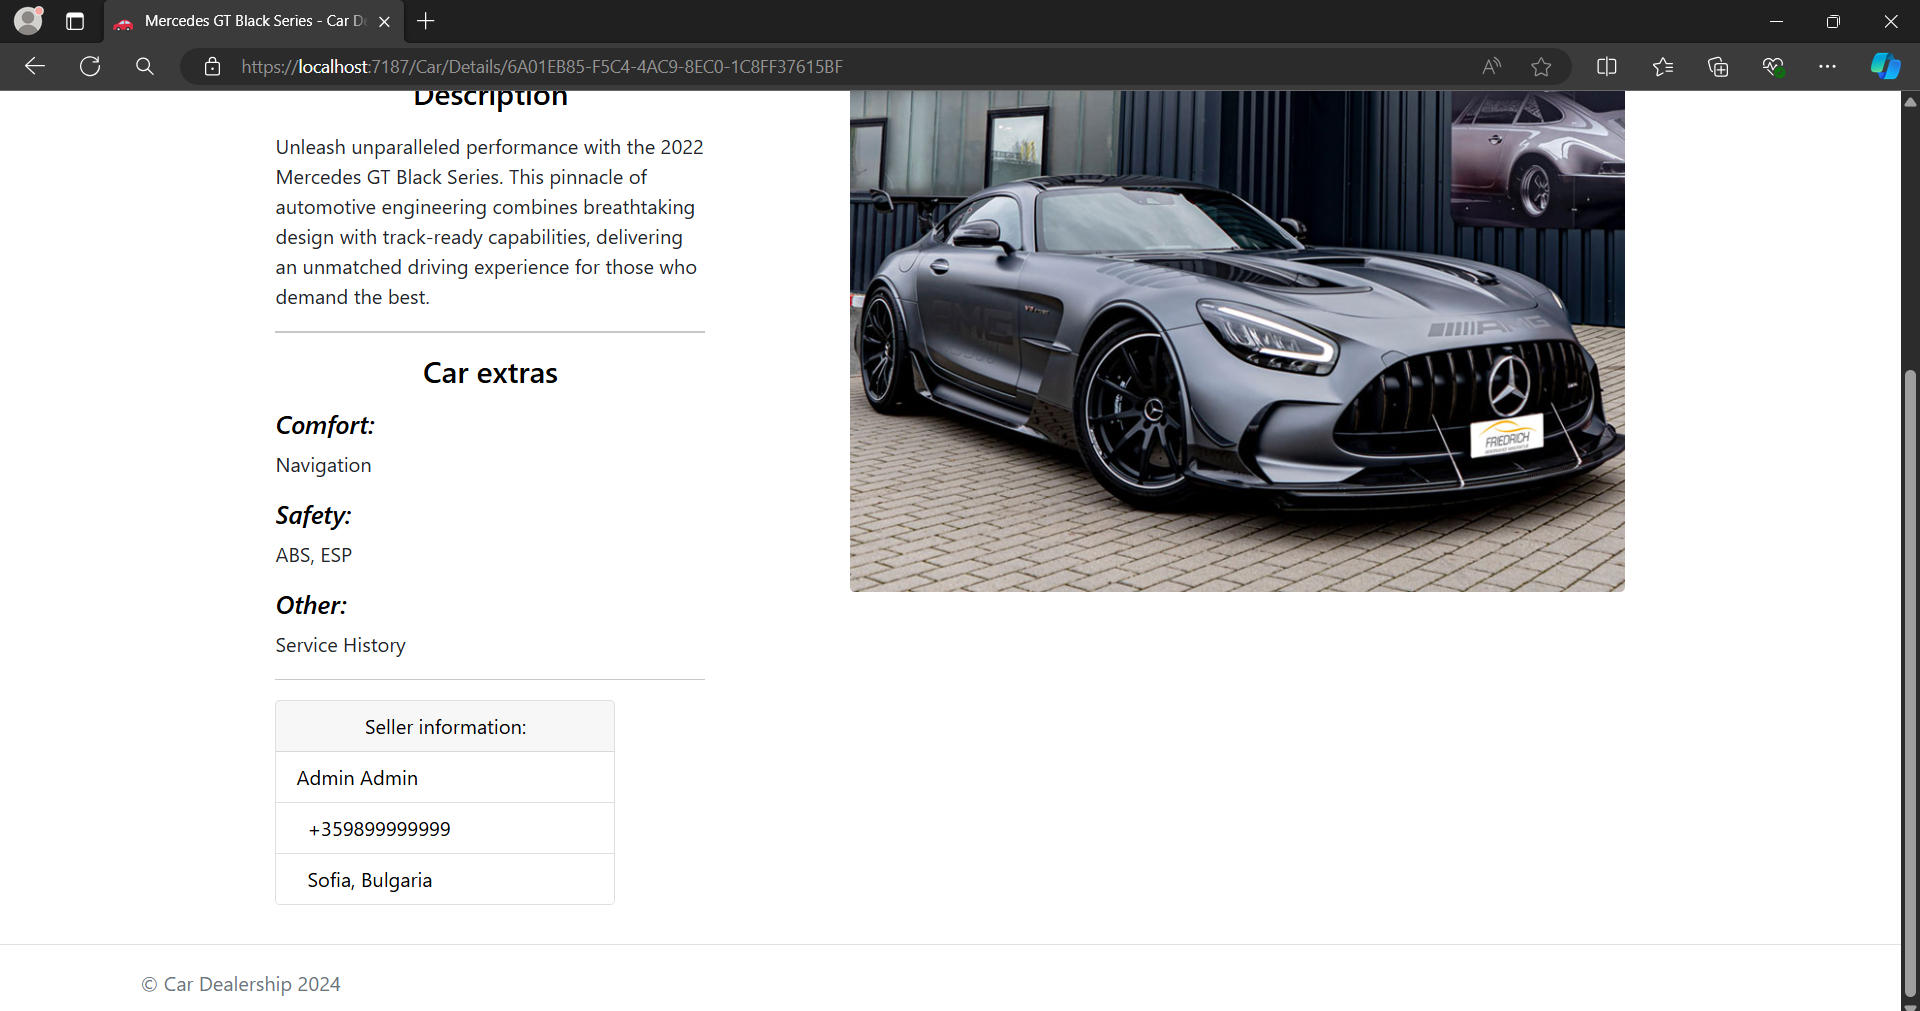 Mercedes GT Black Series - Car D
https://localhost:7187/Car/Details/6A01EB85-F5C4-4AC9-8EC0-1C8FF37615BF
Description
Unleash unparalleled performance with the 2022
Mercedes GT Black Series. This pinnacle of
automotive engineering combines breathtaking
design with track-ready capabilities, delivering
an unmatched driving experience for those who
demand the best.
Car extras
Comfort:
Navigation
Safety:
ABS, ESP
Other:
Service History
Seller information:
Admin Admin
+359899999999
Sofia, Bulgaria
© Car Dealership 2024
AMG
AMG
FRIEDRICH